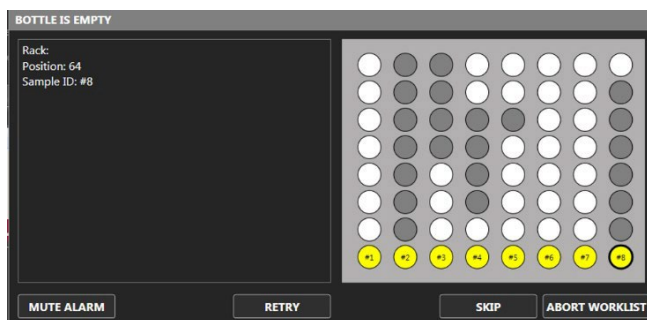 BOTTLE IS EMPTY
Rack:
Position: 64
Sample ID: #8
#1 #2 #3 #4 #5 #6 #7 #8
MUTE ALARM RETRY SKIP ABORT WORKLIST